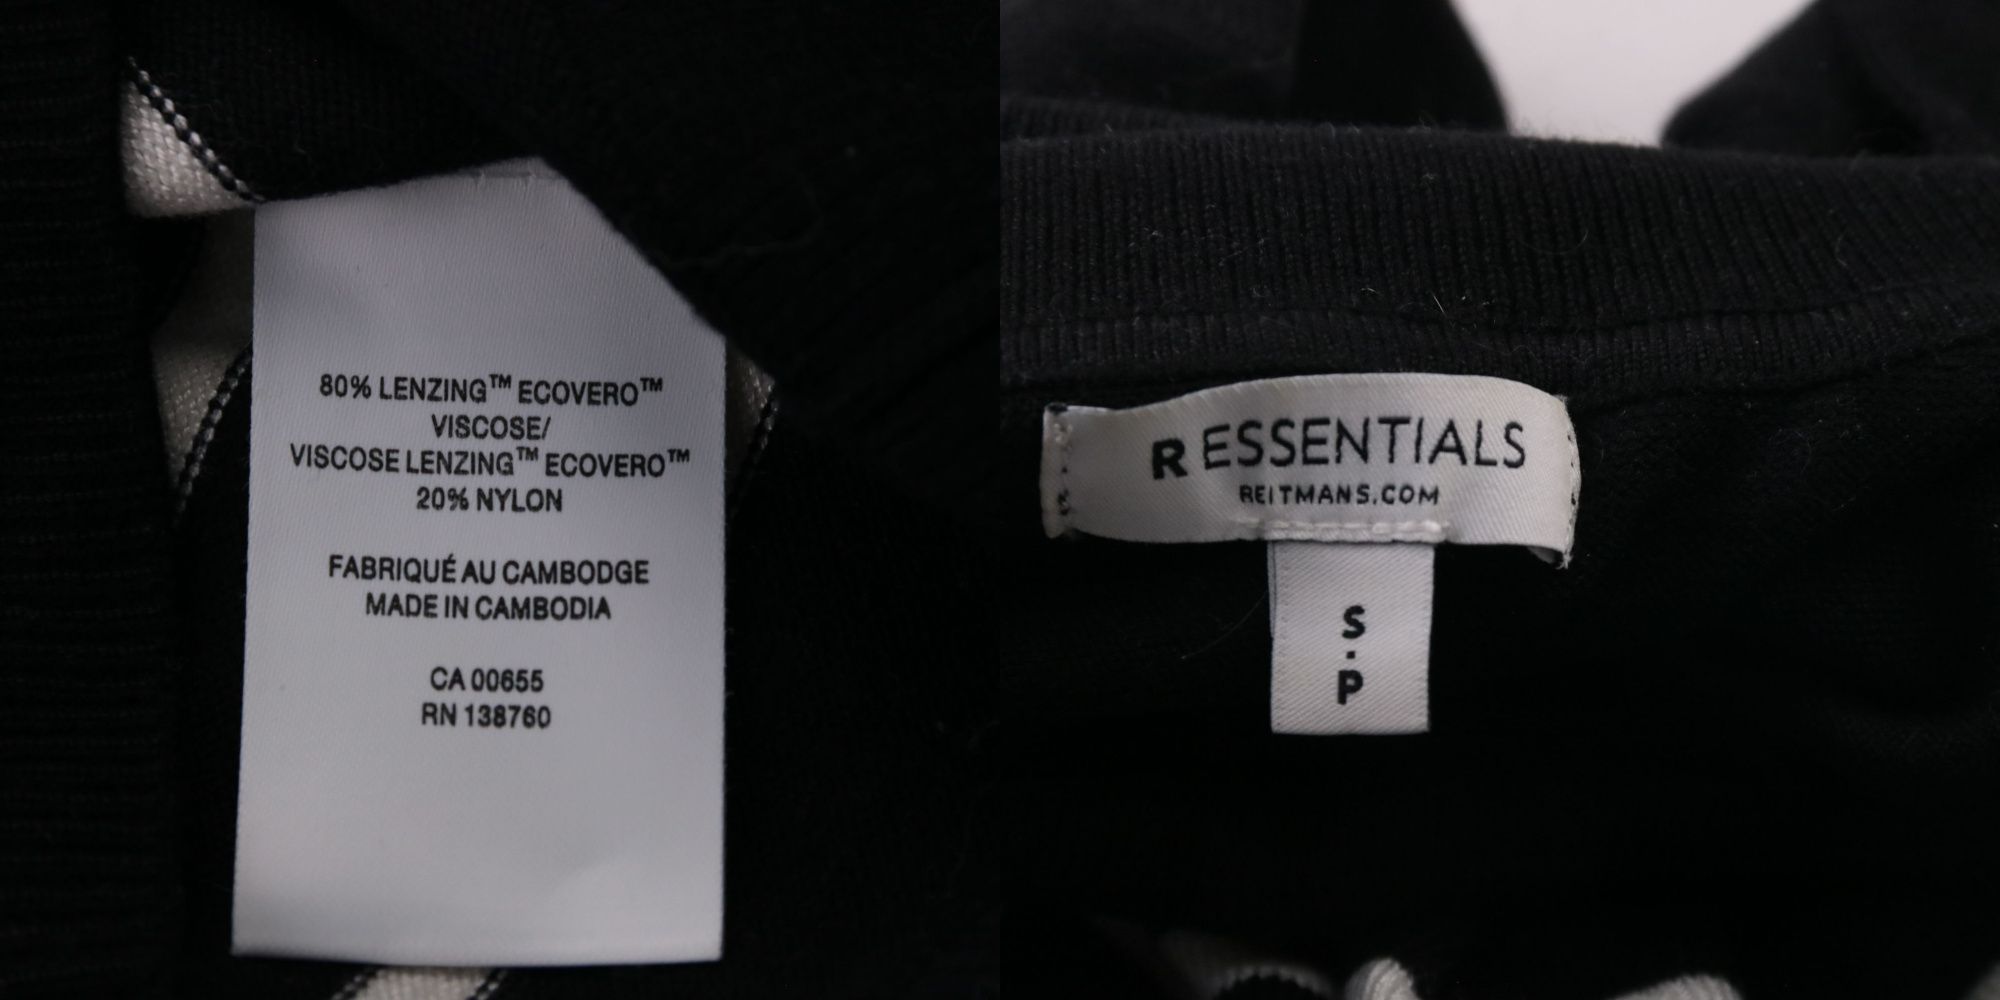 80% LENZING™ ECOVERO™
VISCOSE/
VISCOSE LENZING™ ECOVERO™
20% NYLON
FABRIQUÉ AU CAMBODGE
MADE IN CAMBODIA
CA 00655
RN 138760
R ESSENTIALS
REITMANS.COM
S
·
P